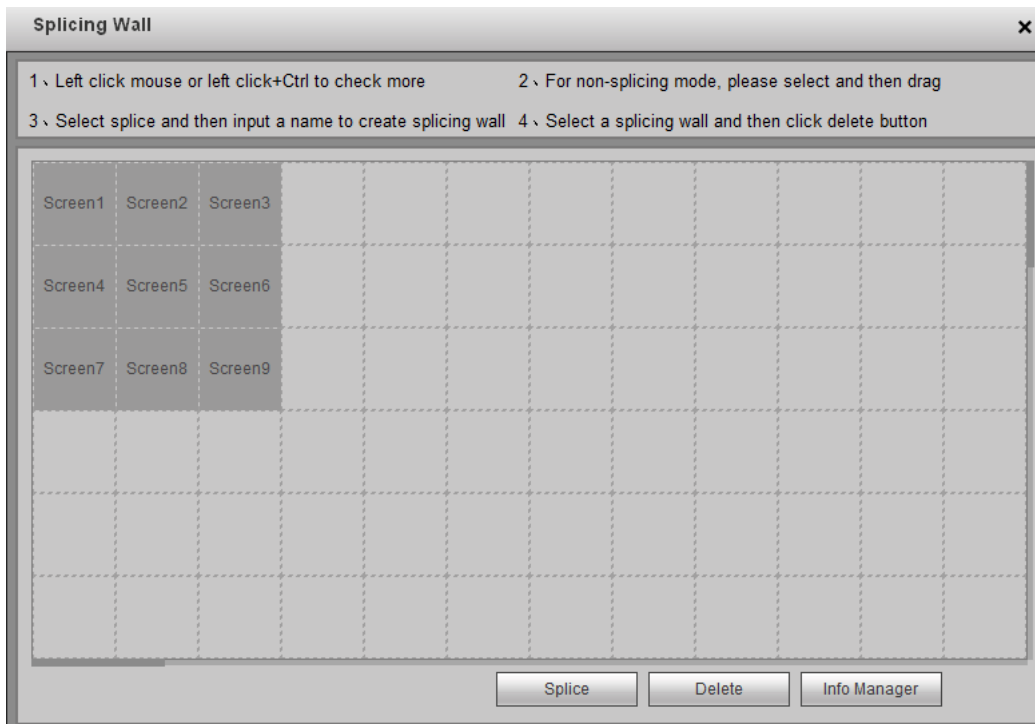 Splicing Wall
1、Left click mouse or left click+Ctrl to check more 2、For non-splicing mode, please select and then drag
3、Select splice and then input a name to create splicing wall 4、Select a splicing wall and then click delete button
Screen1 Screen2 Screen3
Screen4 Screen5 Screen6
Screen7 Screen8 Screen9
Splice Delete Info Manager